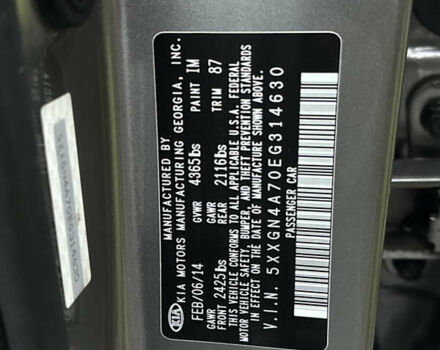 KIA
MANUFACTURED BY
KIA MOTORS MANUFACTURING GEORGIA, INC.
FEB/06/14 GVWR 4365lbs PAINT IM
GAWR FRONT 2425lbs GAWR REAR 2116lbs TRIM 87
THIS VEHICLE CONFORMS TO ALL APPLICABLE U.S.A. FEDERAL
MOTOR VEHICLE SAFETY, BUMPER, AND THEFT PREVENTION STANDARDS
IN EFFECT ON THE DATE OF MANUFACTURE SHOWN ABOVE.
V.I.N. 5XXGN4A70EG314630
PASSENGER CAR